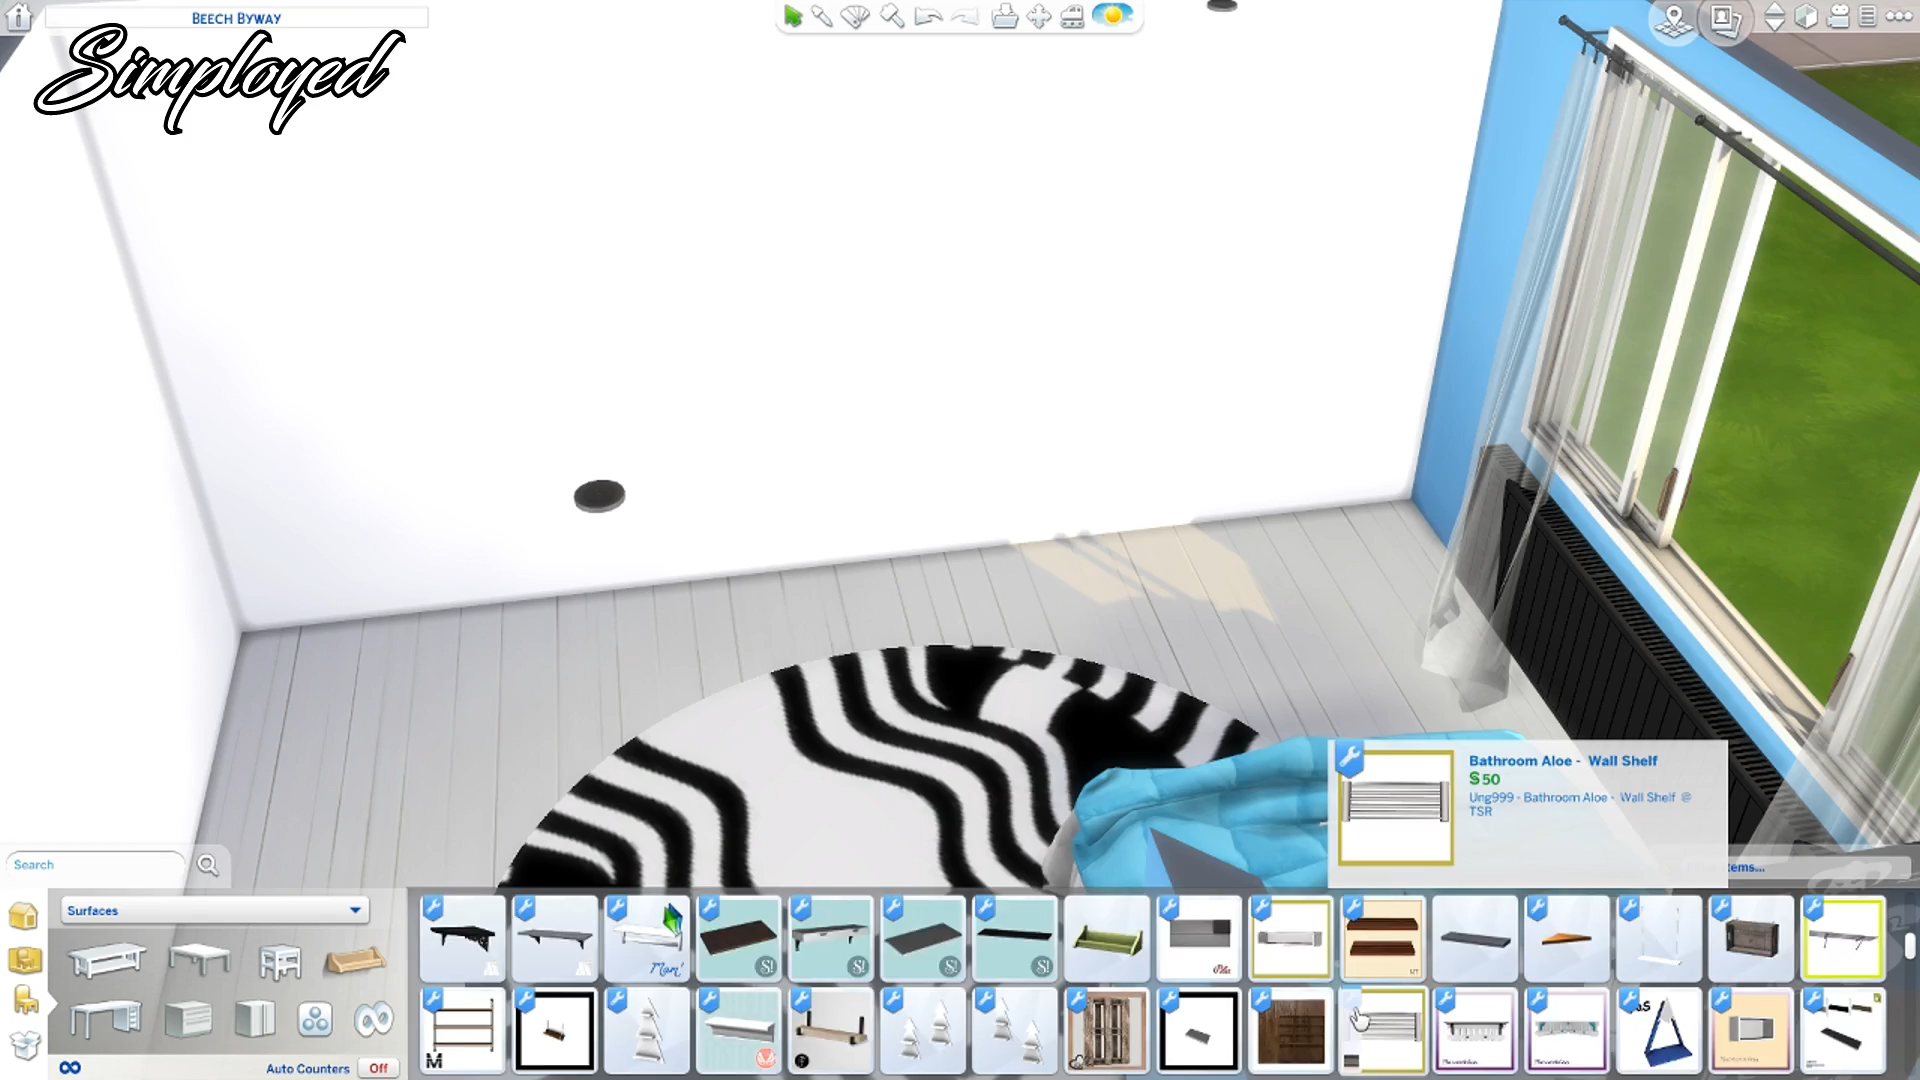 BEECH BYWAY
Simployed
Bathroom Aloe - Wall Shelf
$50
Ung999 - Bathroom Aloe - Wall Shelf @
TSR
Search
tems...
Surfaces
Auto Counters
Off
S!
S!
S!
S!
M